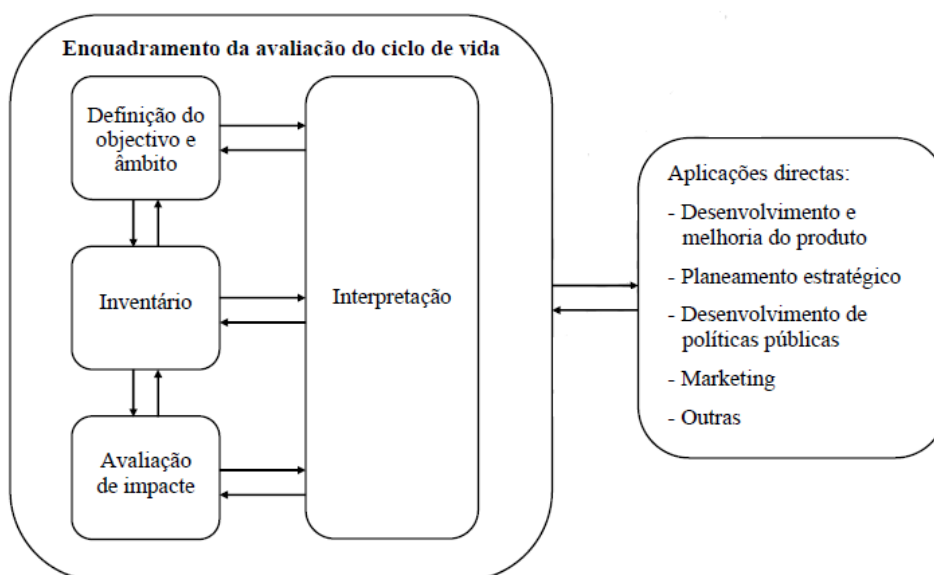 Enquadramento da avaliação do ciclo de vida
Definição do
objectivo e
âmbito
Inventário
Avaliação
de impacte
Interpretação
Aplicações directas:
- Desenvolvimento e
melhoria do produto
- Planeamento estratégico
- Desenvolvimento de
políticas públicas
- Marketing
- Outras